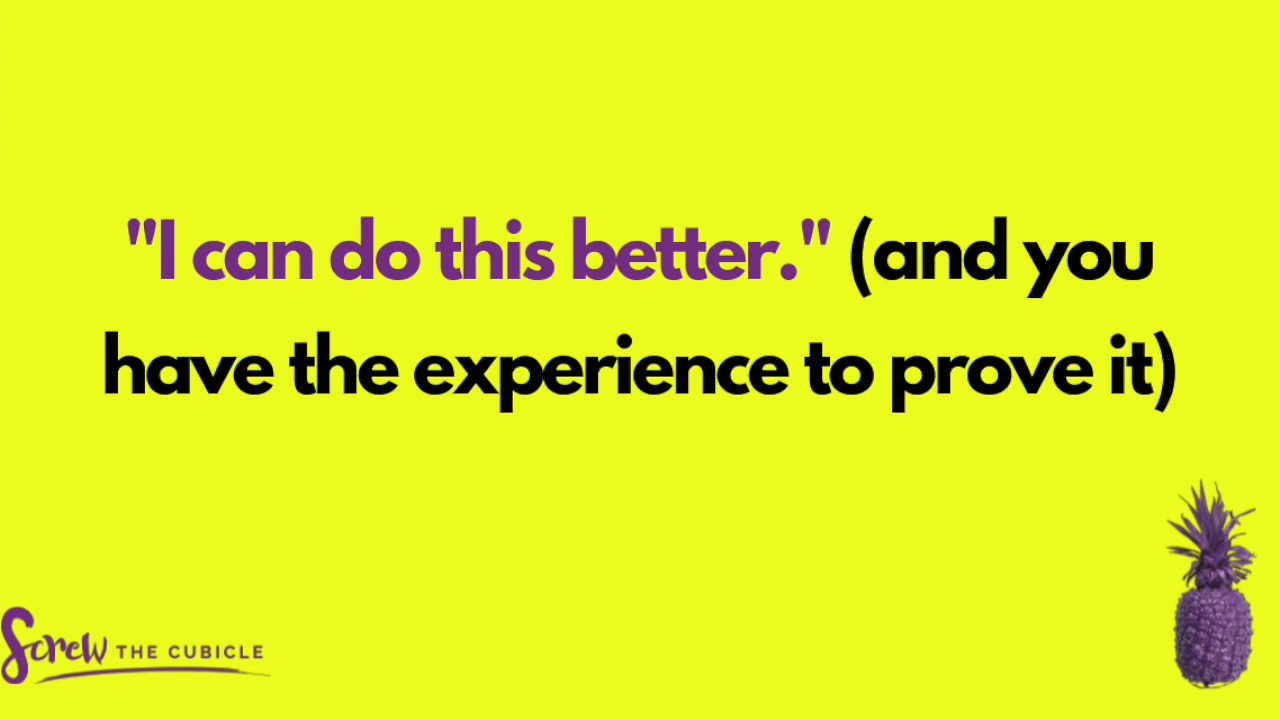 "I can do this better." (and you
have the experience to prove it)
Screw THE CUBICLE